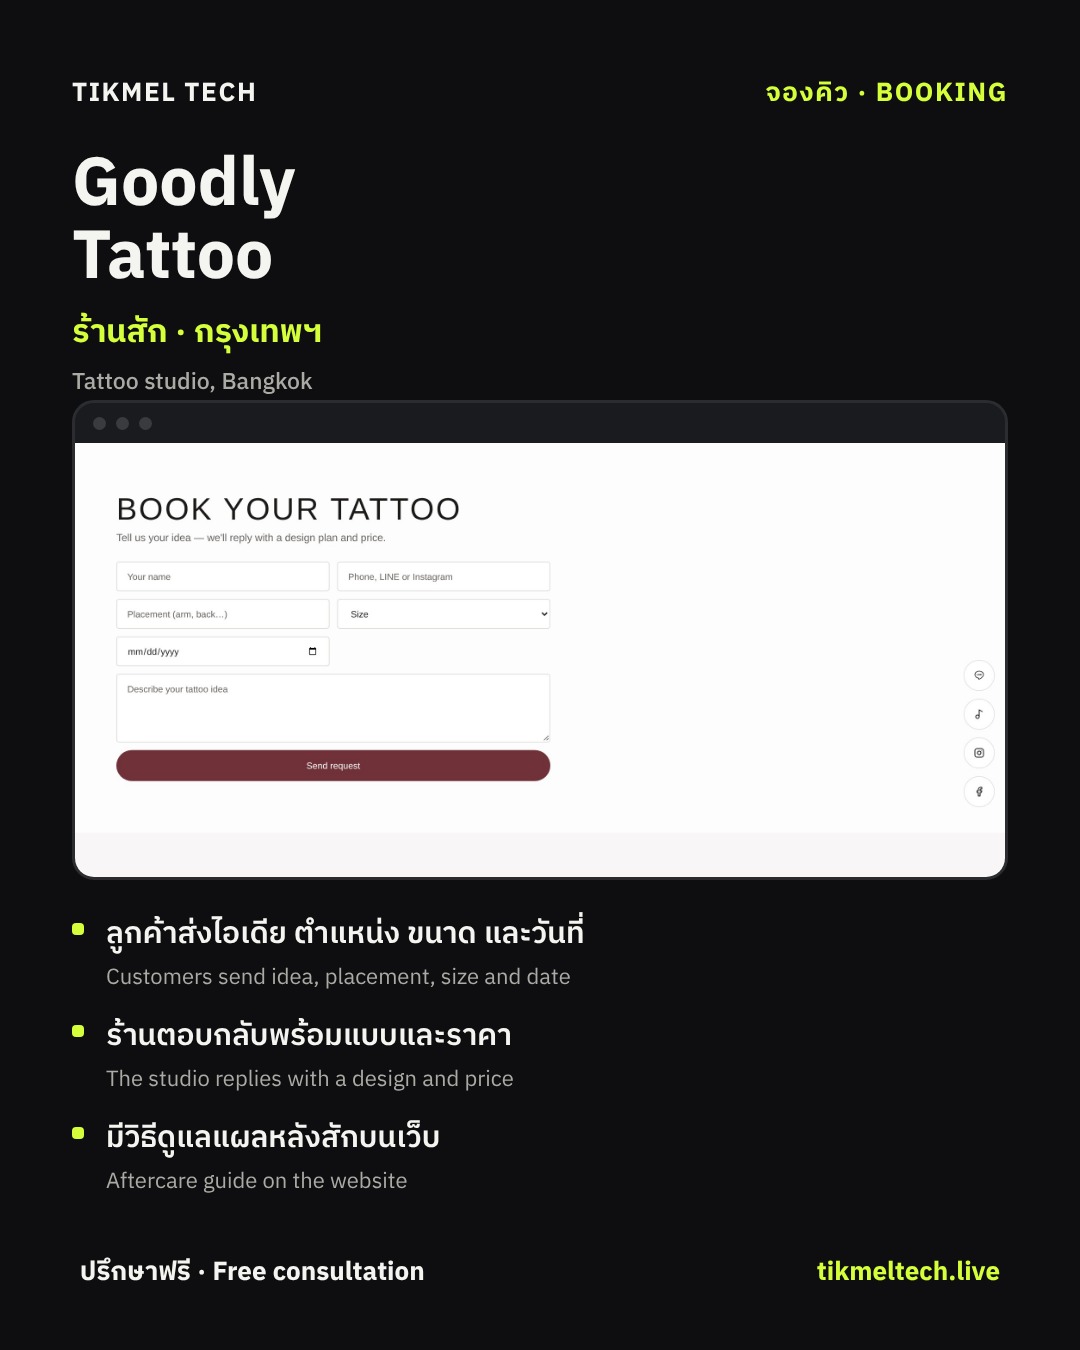 TIKMEL TECH
จองคิว · BOOKING
Goodly
Tattoo
ร้านสัก · กรุงเทพฯ
Tattoo studio, Bangkok
BOOK YOUR TATTOO
Tell us your idea — we'll reply with a design plan and price.
Your name
Phone, LINE or Instagram
Placement (arm, back...)
Size
mm/dd/yyyy
Describe your tattoo idea
Send request
ลูกค้าส่งไอเดีย ตำแหน่ง ขนาด และวันที่
Customers send idea, placement, size and date
ร้านตอบกลับพร้อมแบบและราคา
The studio replies with a design and price
มีวิธีดูแลแผลหลังสักบนเว็บ
Aftercare guide on the website
ปรึกษาฟรี · Free consultation
tikmeltech.live